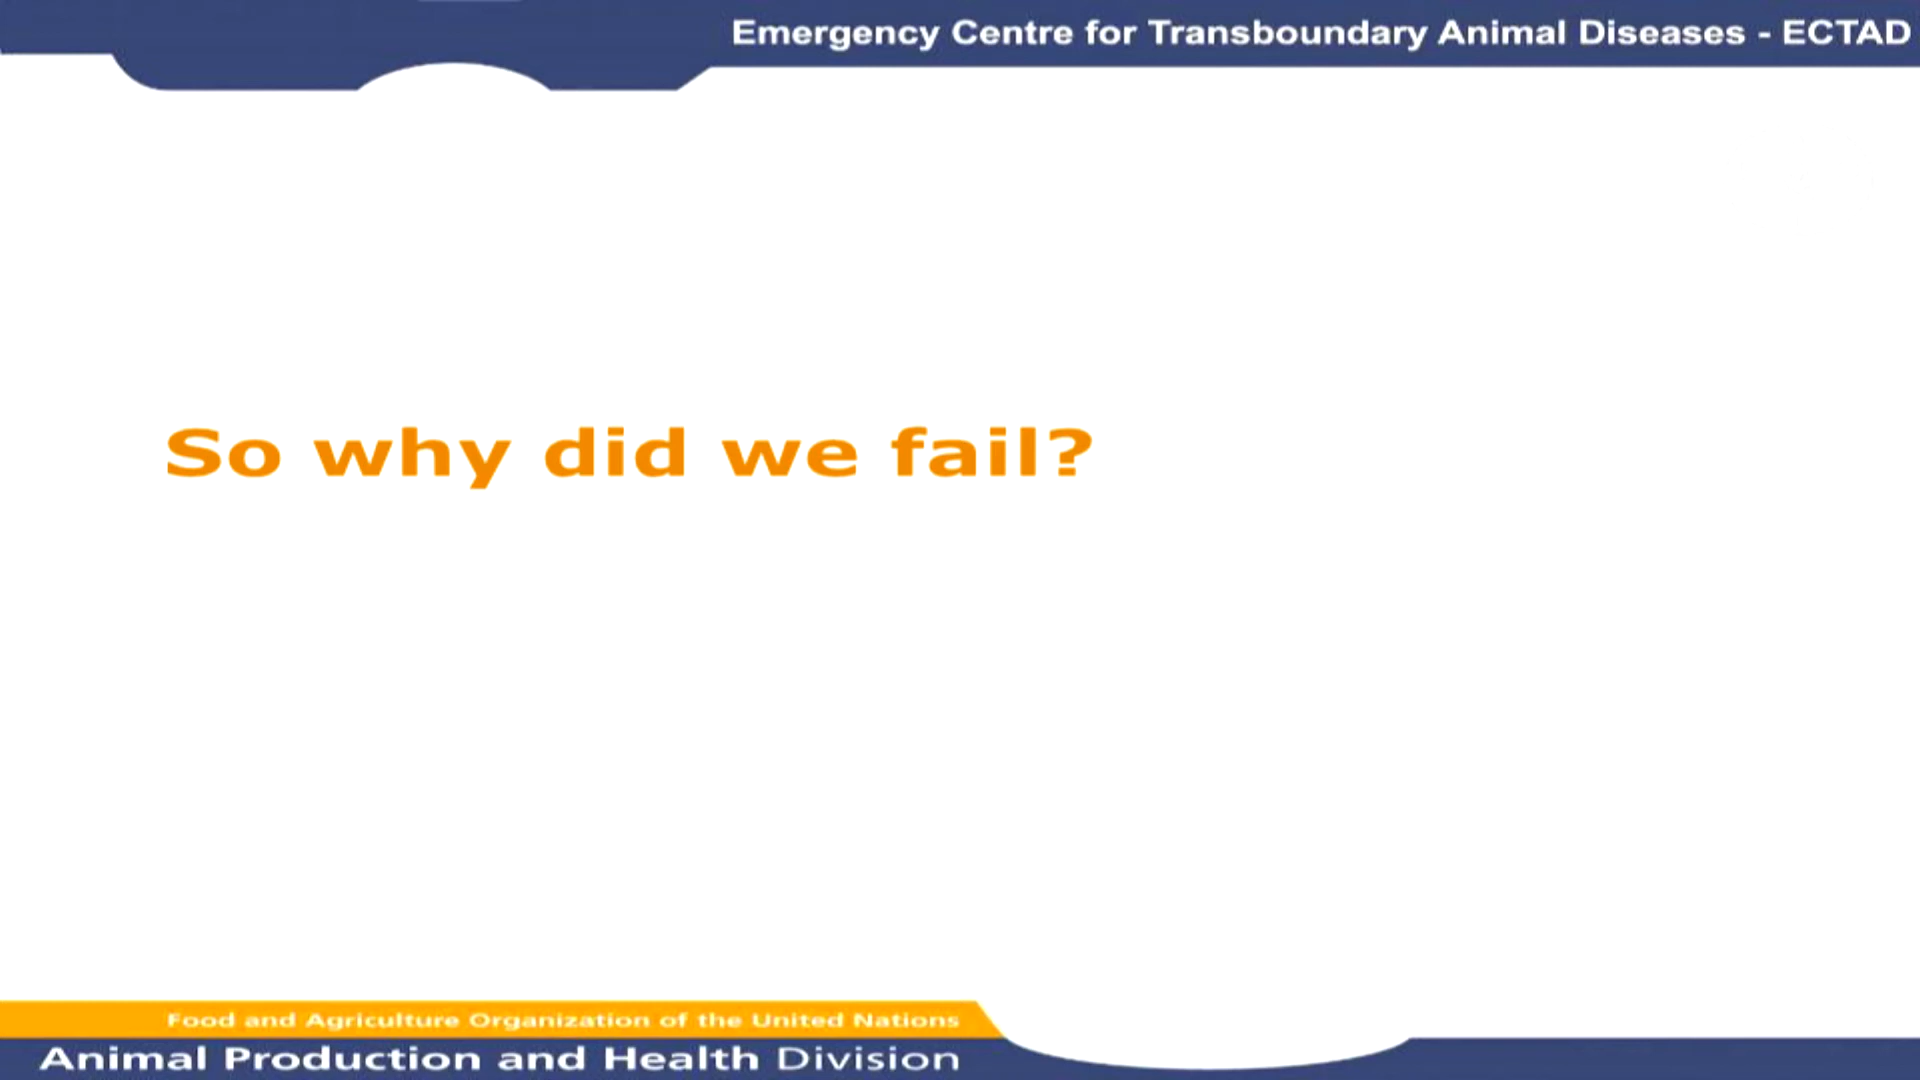 Emergency Centre for Transboundary Animal Diseases - ECTAD
So why did we fail?
Food and Agriculture Organization of the United Nations
Animal Production and Health Division